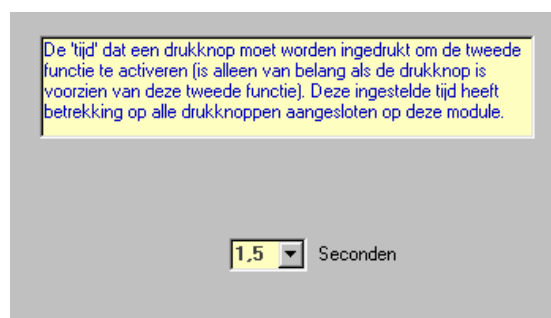 De 'tijd' dat een drukknop moet worden ingedrukt om de tweede
functie te activeren (is alleen van belang als de drukknop is
voorzien van deze tweede functie). Deze ingestelde tijd heeft
betrekking op alle drukknoppen aangesloten op deze module.
1,5 Seconden